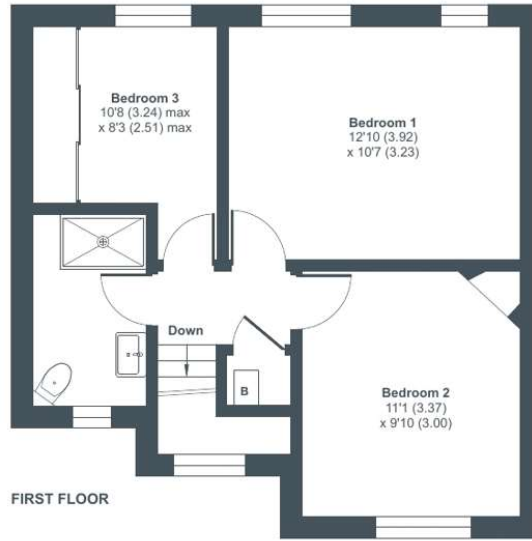 Bedroom 3
10'8 (3.24) max
x 8'3 (2.51) max
Bedroom 1
12'10 (3.92)
x 10'7 (3.23)
Down
B
Bedroom 2
11'1 (3.37)
x 9'10 (3.00)
FIRST FLOOR